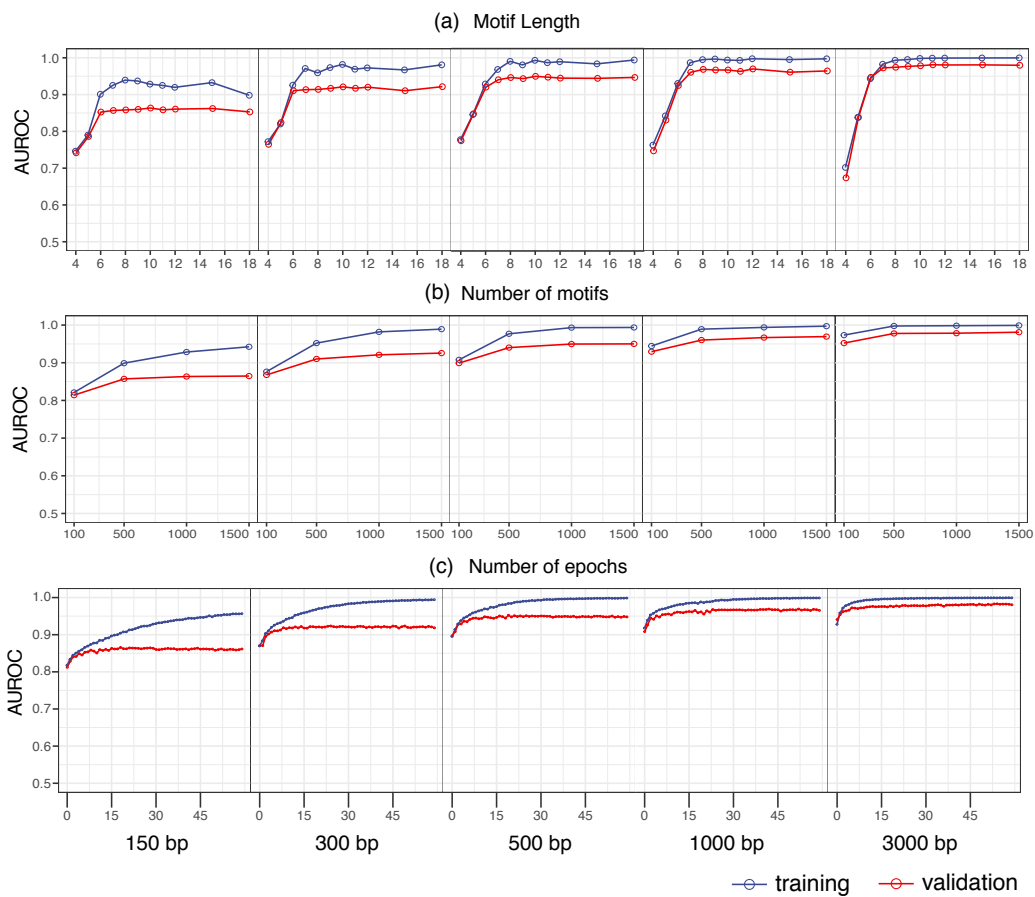 (a) Motif Length
AUROC
1.0
0.9
0.8
0.7
0.6
0.5
4 6 8 10 12 14 16 18 4 6 8 10 12 14 16 18 4 6 8 10 12 14 16 18 4 6 8 10 12 14 16 18 4 6 8 10 12 14 16 18
(b) Number of motifs
AUROC
1.0
0.9
0.8
0.7
0.6
0.5
100 500 1000 1500 100 500 1000 1500 100 500 1000 1500 100 500 1000 1500 100 500 1000 1500
(c) Number of epochs
AUROC
1.0
0.9
0.8
0.7
0.6
0.5
0 15 30 45 0 15 30 45 0 15 30 45 0 15 30 45 0 15 30 45
150 bp 300 bp 500 bp 1000 bp 3000 bp
training validation